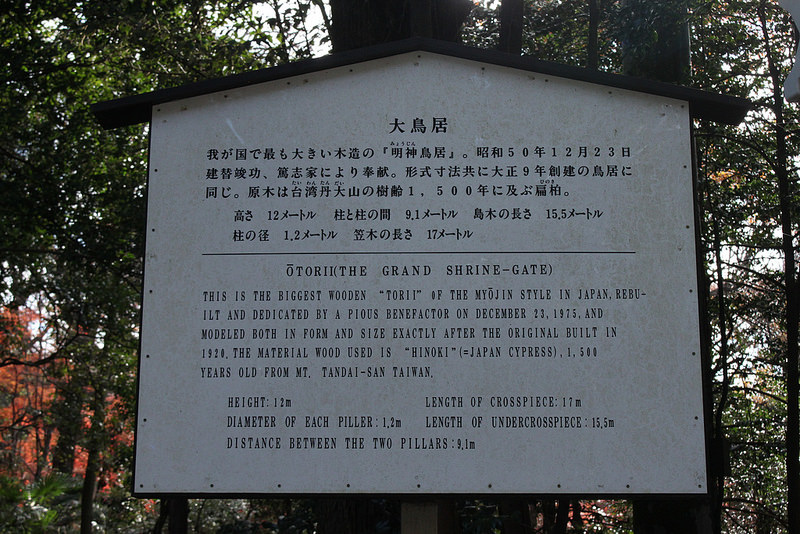 大鳥居
我が国で最も大きい木造の『明神鳥居』。昭和50年12月23日
建替竣功、篤志家により奉献。形式寸法共に大正9年創建の鳥居に
同じ。原木は台湾丹大山の樹齢1,500年に及ぶ扁柏。
高さ 12メートル 柱と柱の間 9.1メートル 島木の長さ 15.5メートル
柱の径 1.2メートル 笠木の長さ 17メートル
ŌTORII(THE GRAND SHRINE-GATE)
THIS IS THE BIGGEST WOODEN “TORII” OF THE MYŌJIN STYLE IN JAPAN, REBU-
ILT AND DEDICATED BY A PIOUS BENEFACTOR ON DECEMBER 23, 1975, AND
MODELED BOTH IN FORM AND SIZE EXACTLY AFTER THE ORIGINAL BUILT IN
1920. THE MATERIAL WOOD USED IS “HINOKI”(=JAPAN CYPRESS), 1,500
YEARS OLD FROM MT. TANDAI-SAN TAIWAN.
HEIGHT: 12m LENGTH OF CROSSPIECE: 17m
DIAMETER OF EACH PILLER: 1.2m LENGTH OF UNDERCROSSPIECE: 15.5m
DISTANCE BETWEEN THE TWO PILLARS: 9.1m